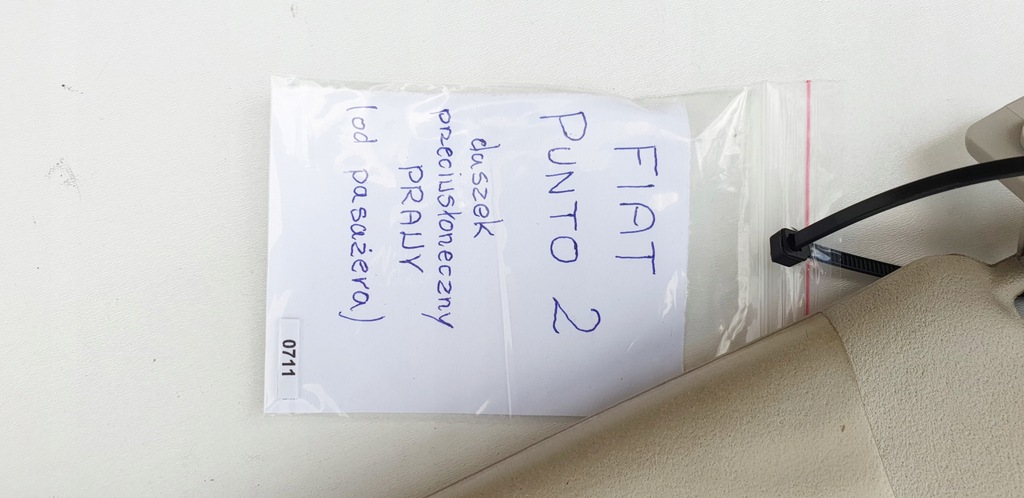 FIAT
PUNTO 2
daszek
przeciwsłoneczny
PRAWY
(od pasażera)
0711